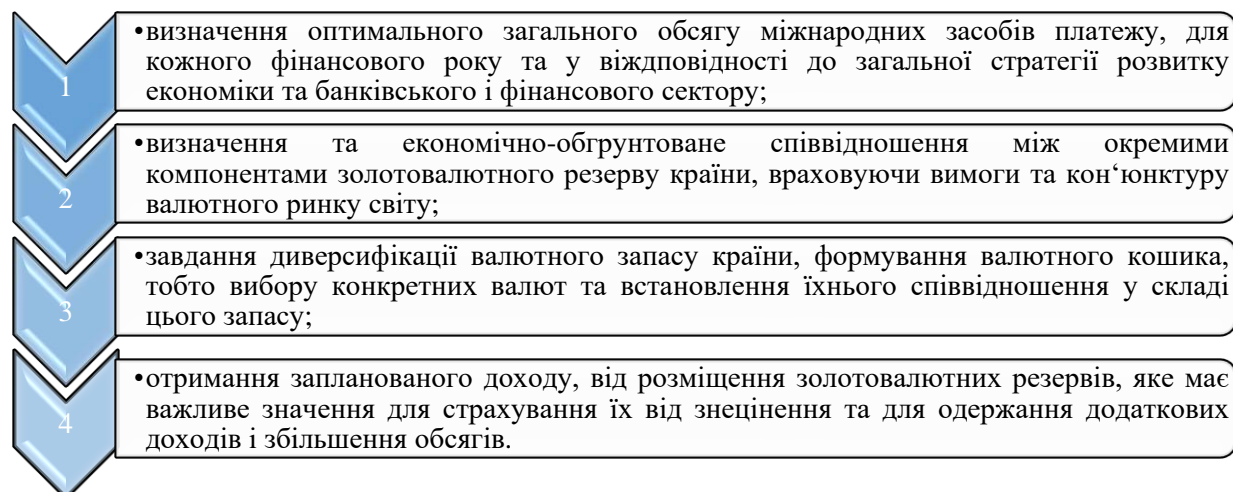 1
•визначення оптимального загального обсягу міжнародних засобів платежу, для
кожного фінансового року та у віждповідності до загальної стратегії розвитку
економіки та банківського і фінансового сектору;
2
•визначення та економічно-обгрунтоване співвідношення між окремими
компонентами золотовалютного резерву країни, враховуючи вимоги та кон‘юнктуру
валютного ринку світу;
3
•завдання диверсифікації валютного запасу країни, формування валютного кошика,
тобто вибору конкретних валют та встановлення їхнього співвідношення у складі
цього запасу;
4
•отримання запланованого доходу, від розміщення золотовалютних резервів, яке має
важливе значення для страхування їх від знецінення та для одержання додаткових
доходів і збільшення обсягів.